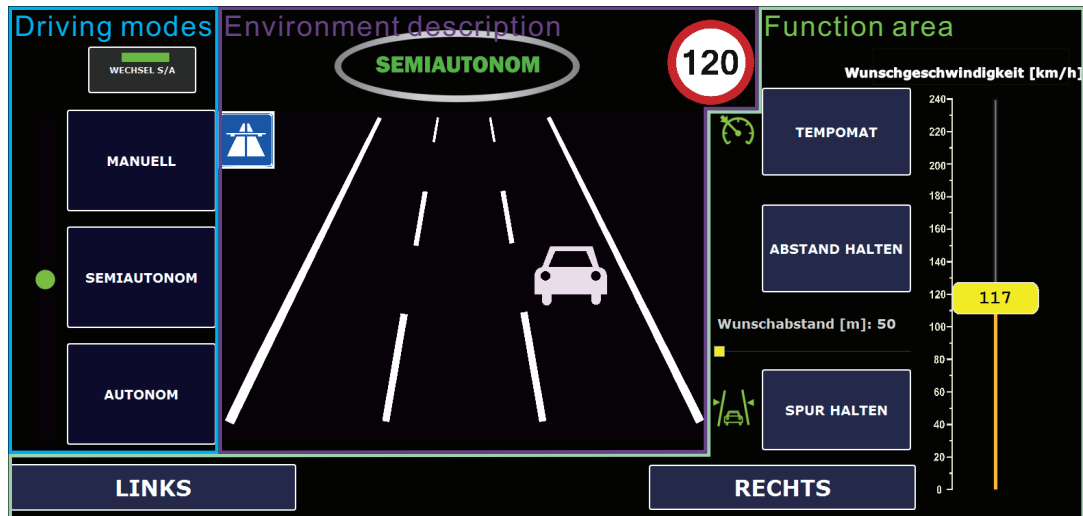 Driving modes
Environment description
Function area
WECHSEL S/A
MANUELL
SEMIAUTONOM
AUTONOM
SEMIAUTONOM
120
Wunschgeschwindigkeit [km/h]
TEMPOMAT
ABSTAND HALTEN
Wunschabstand [m]: 50
SPUR HALTEN
240
220
200
180
160
140
120
117
100
80
60
40
20
0
LINKS
RECHTS